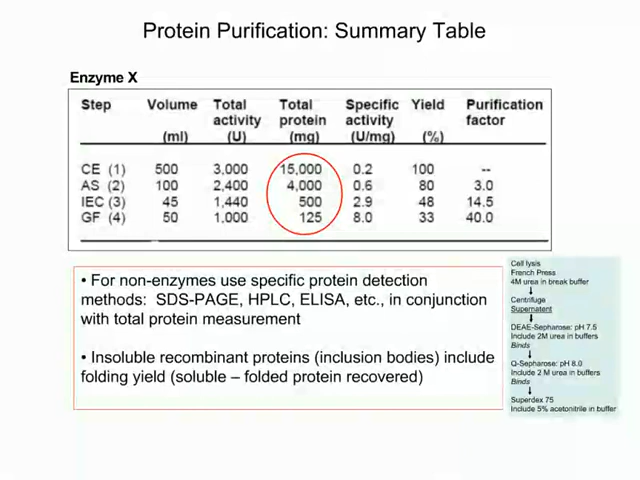 Protein Purification: Summary Table
Enzyme X
Step Volume Total Total Specific Yield Purification
activity protein activity factor
(ml) (U) (mg) (U/mg) (%)
CE (1) 500 3,000 15,000 0.2 100 --
AS (2) 100 2,400 4,000 0.6 80 3.0
IEC (3) 45 1,440 500 2.9 48 14.5
GF (4) 50 1,000 125 8.0 33 40.0
• For non-enzymes use specific protein detection
methods: SDS-PAGE, HPLC, ELISA, etc., in conjunction
with total protein measurement
• Insoluble recombinant proteins (inclusion bodies) include
folding yield (soluble – folded protein recovered)
Cell lysis
French Press
4M urea in break buffer
Centrifuge
Supernatent
DEAE-Sepharose: pH 7.5
Include 2M urea in buffers
Binds
Q-Sepharose: pH 8.0
Include 2 M urea in buffers
Binds
Superdex 75
Include 5% acetonitrile in buffer